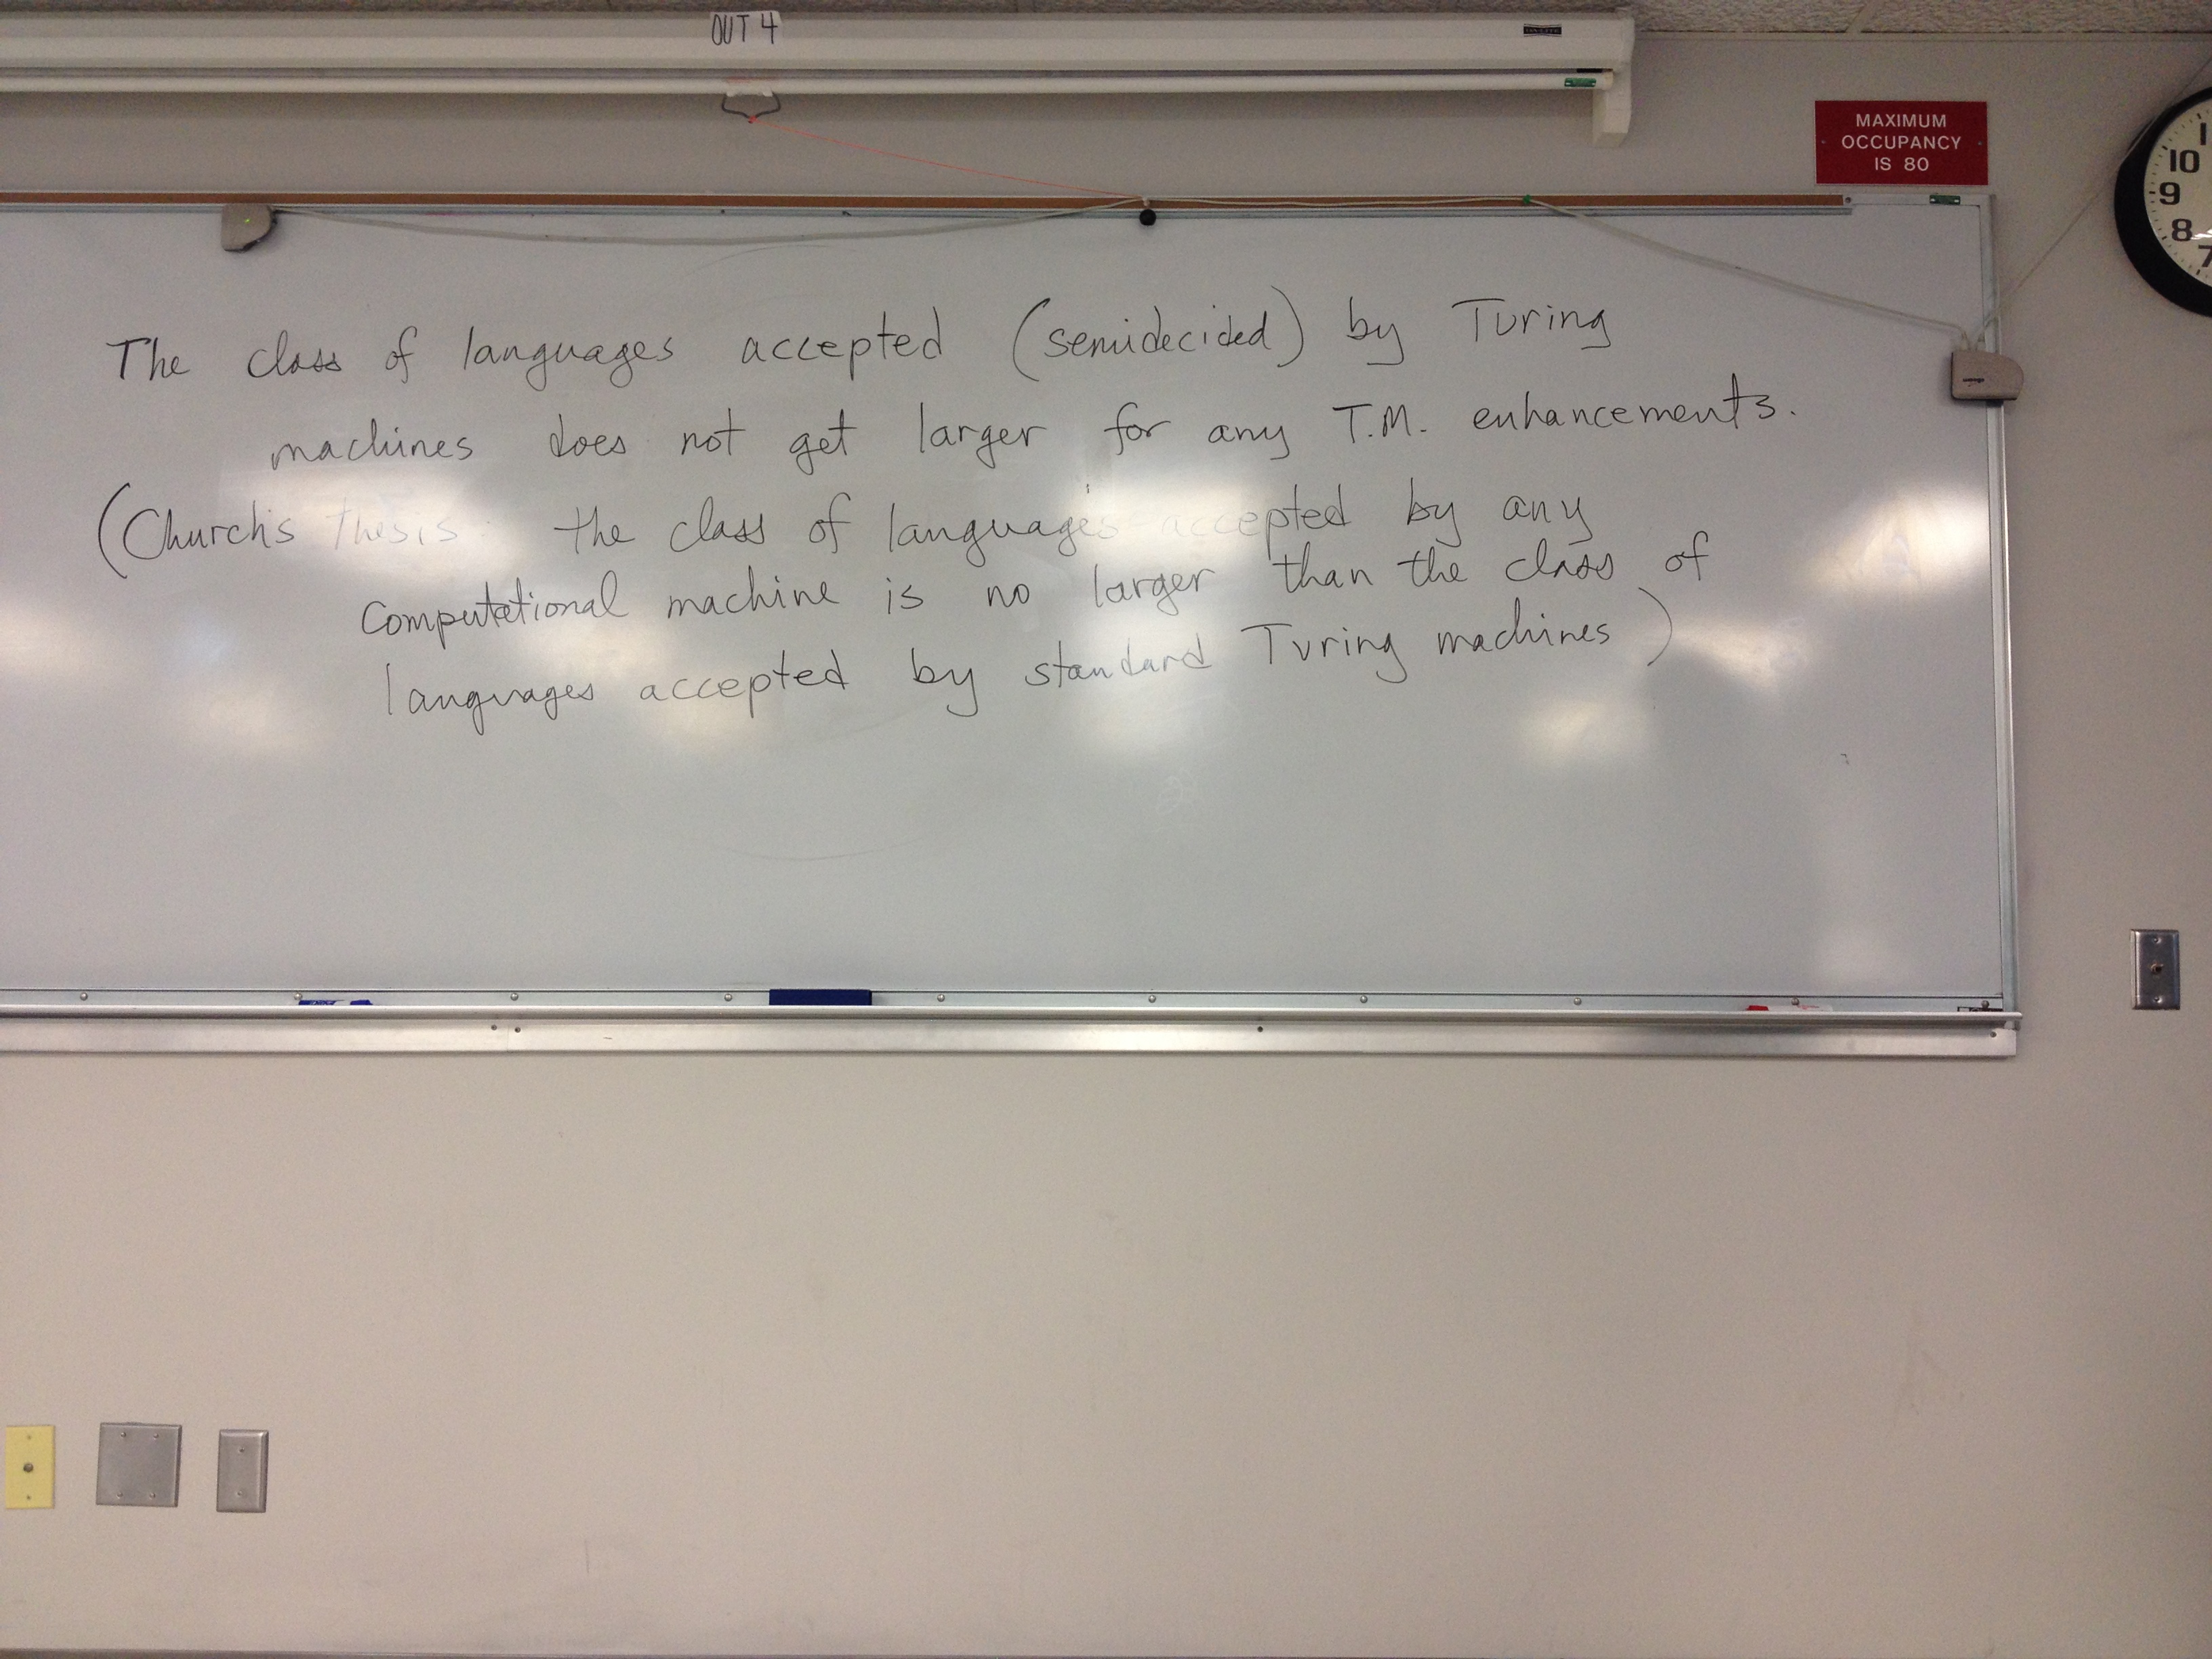 OUT 4
MAXIMUM
OCCUPANCY
IS 80
10
9
8
7
The class of languages accepted (semidecided) by Turing
machines does not get larger for any T.M. enhancements.
(Church's thesis: the class of languages accepted by any
computational machine is no larger than the class of
languages accepted by standard Turing machines)